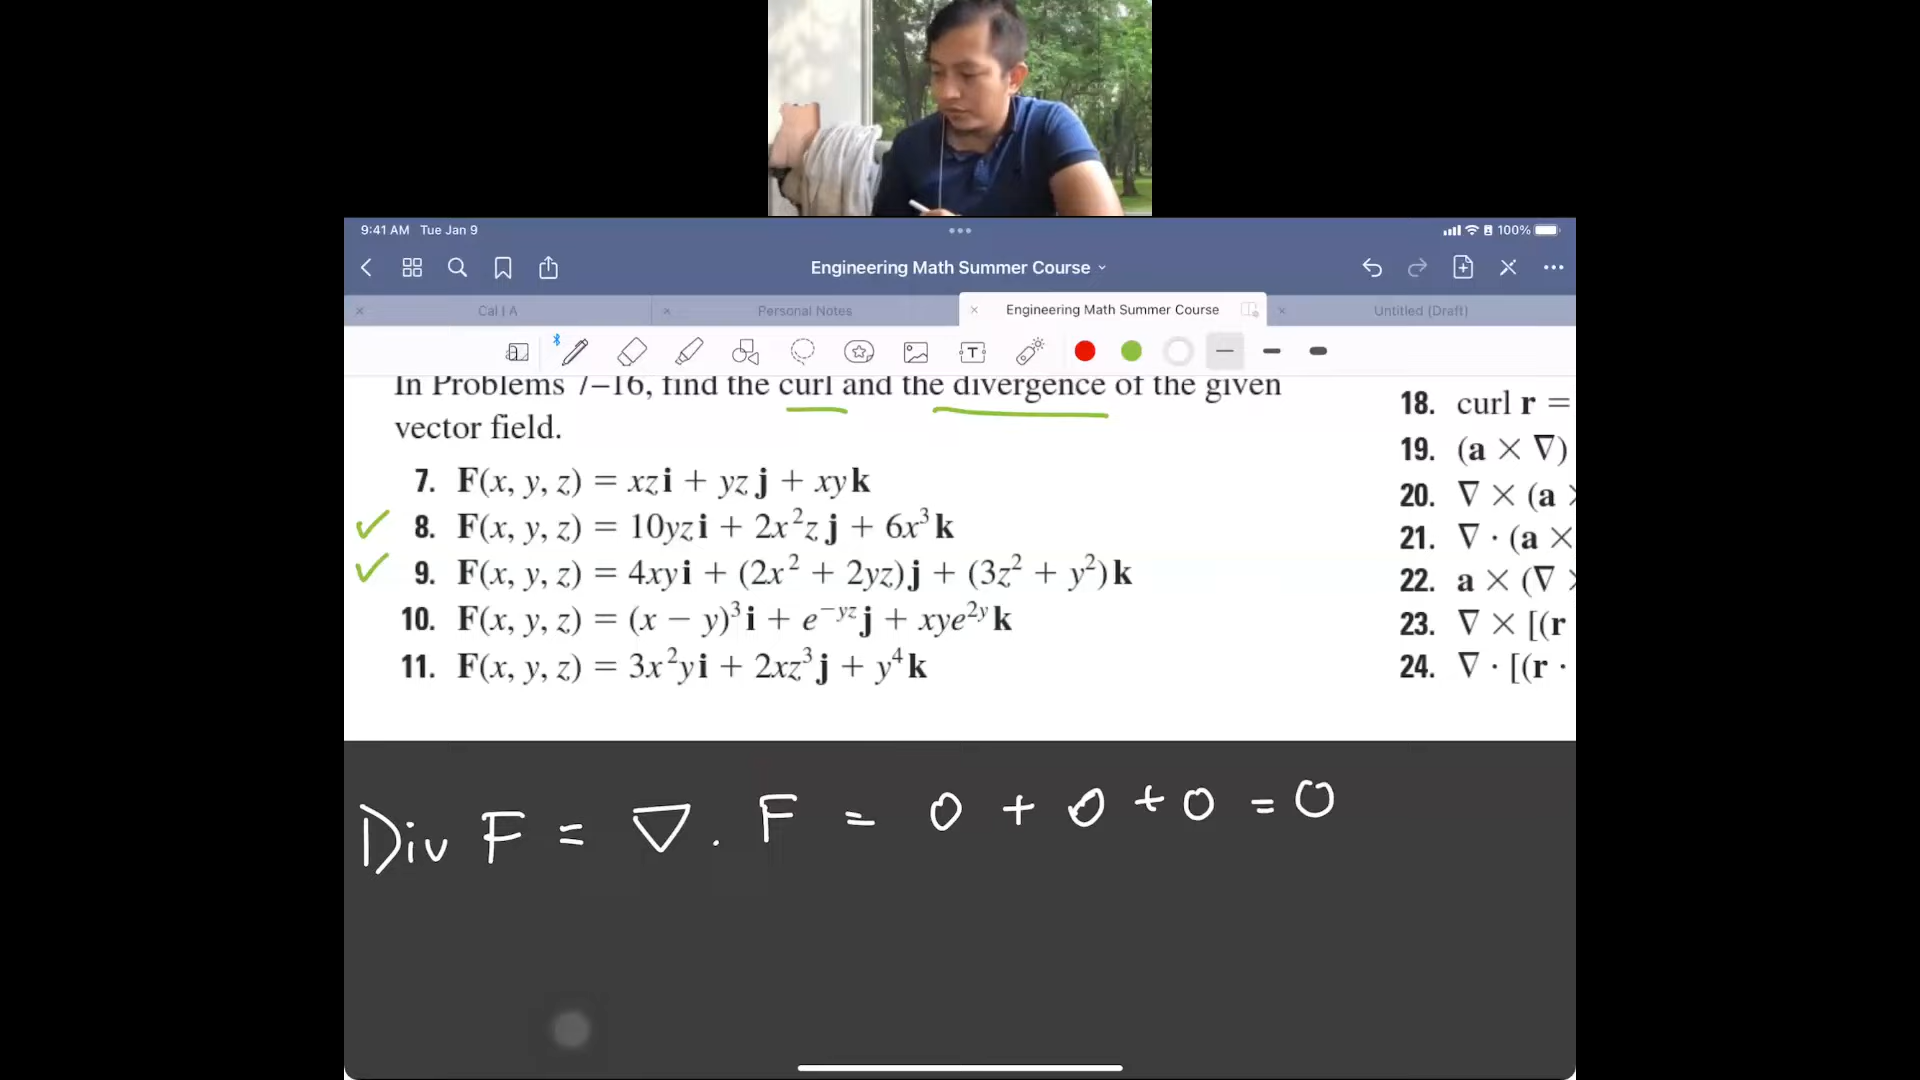 9:41 AM Tue Jan 9
100%
Engineering Math Summer Course
Cal I A
Personal Notes
Engineering Math Summer Course
Untitled (Draft)
In Problems 7–16, find the curl and the divergence of the given
vector field.
7. F(x, y, z) = xzi + yzj + xyk
8. F(x, y, z) = 10yzi + 2x²zj + 6x³k
9. F(x, y, z) = 4xyi + (2x² + 2yz)j + (3z² + y²)k
10. F(x, y, z) = (x − y)³i + e⁻ʸᶻj + xye²ʸk
11. F(x, y, z) = 3x²yi + 2xz³j + y⁴k
18. curl r =
19. (a × ∇)
20. ∇ × (a ×
21. ∇ · (a ×
22. a × (∇ ×
23. ∇ × [(r
24. ∇ · [(r ·
Div F = ∇ . F = 0 + 0 + 0 = 0